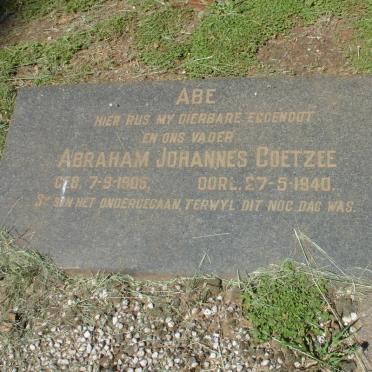 ABE
HIER RUS MY DIERBARE EGGENOOT
EN ONS VADER
ABRAHAM JOHANNES COETZEE
GEB. 7-9-1905, OORL. 27-5-1940.
SY SON HET ONDERGEGAAN, TERWYL DIT NOG DAG WAS.